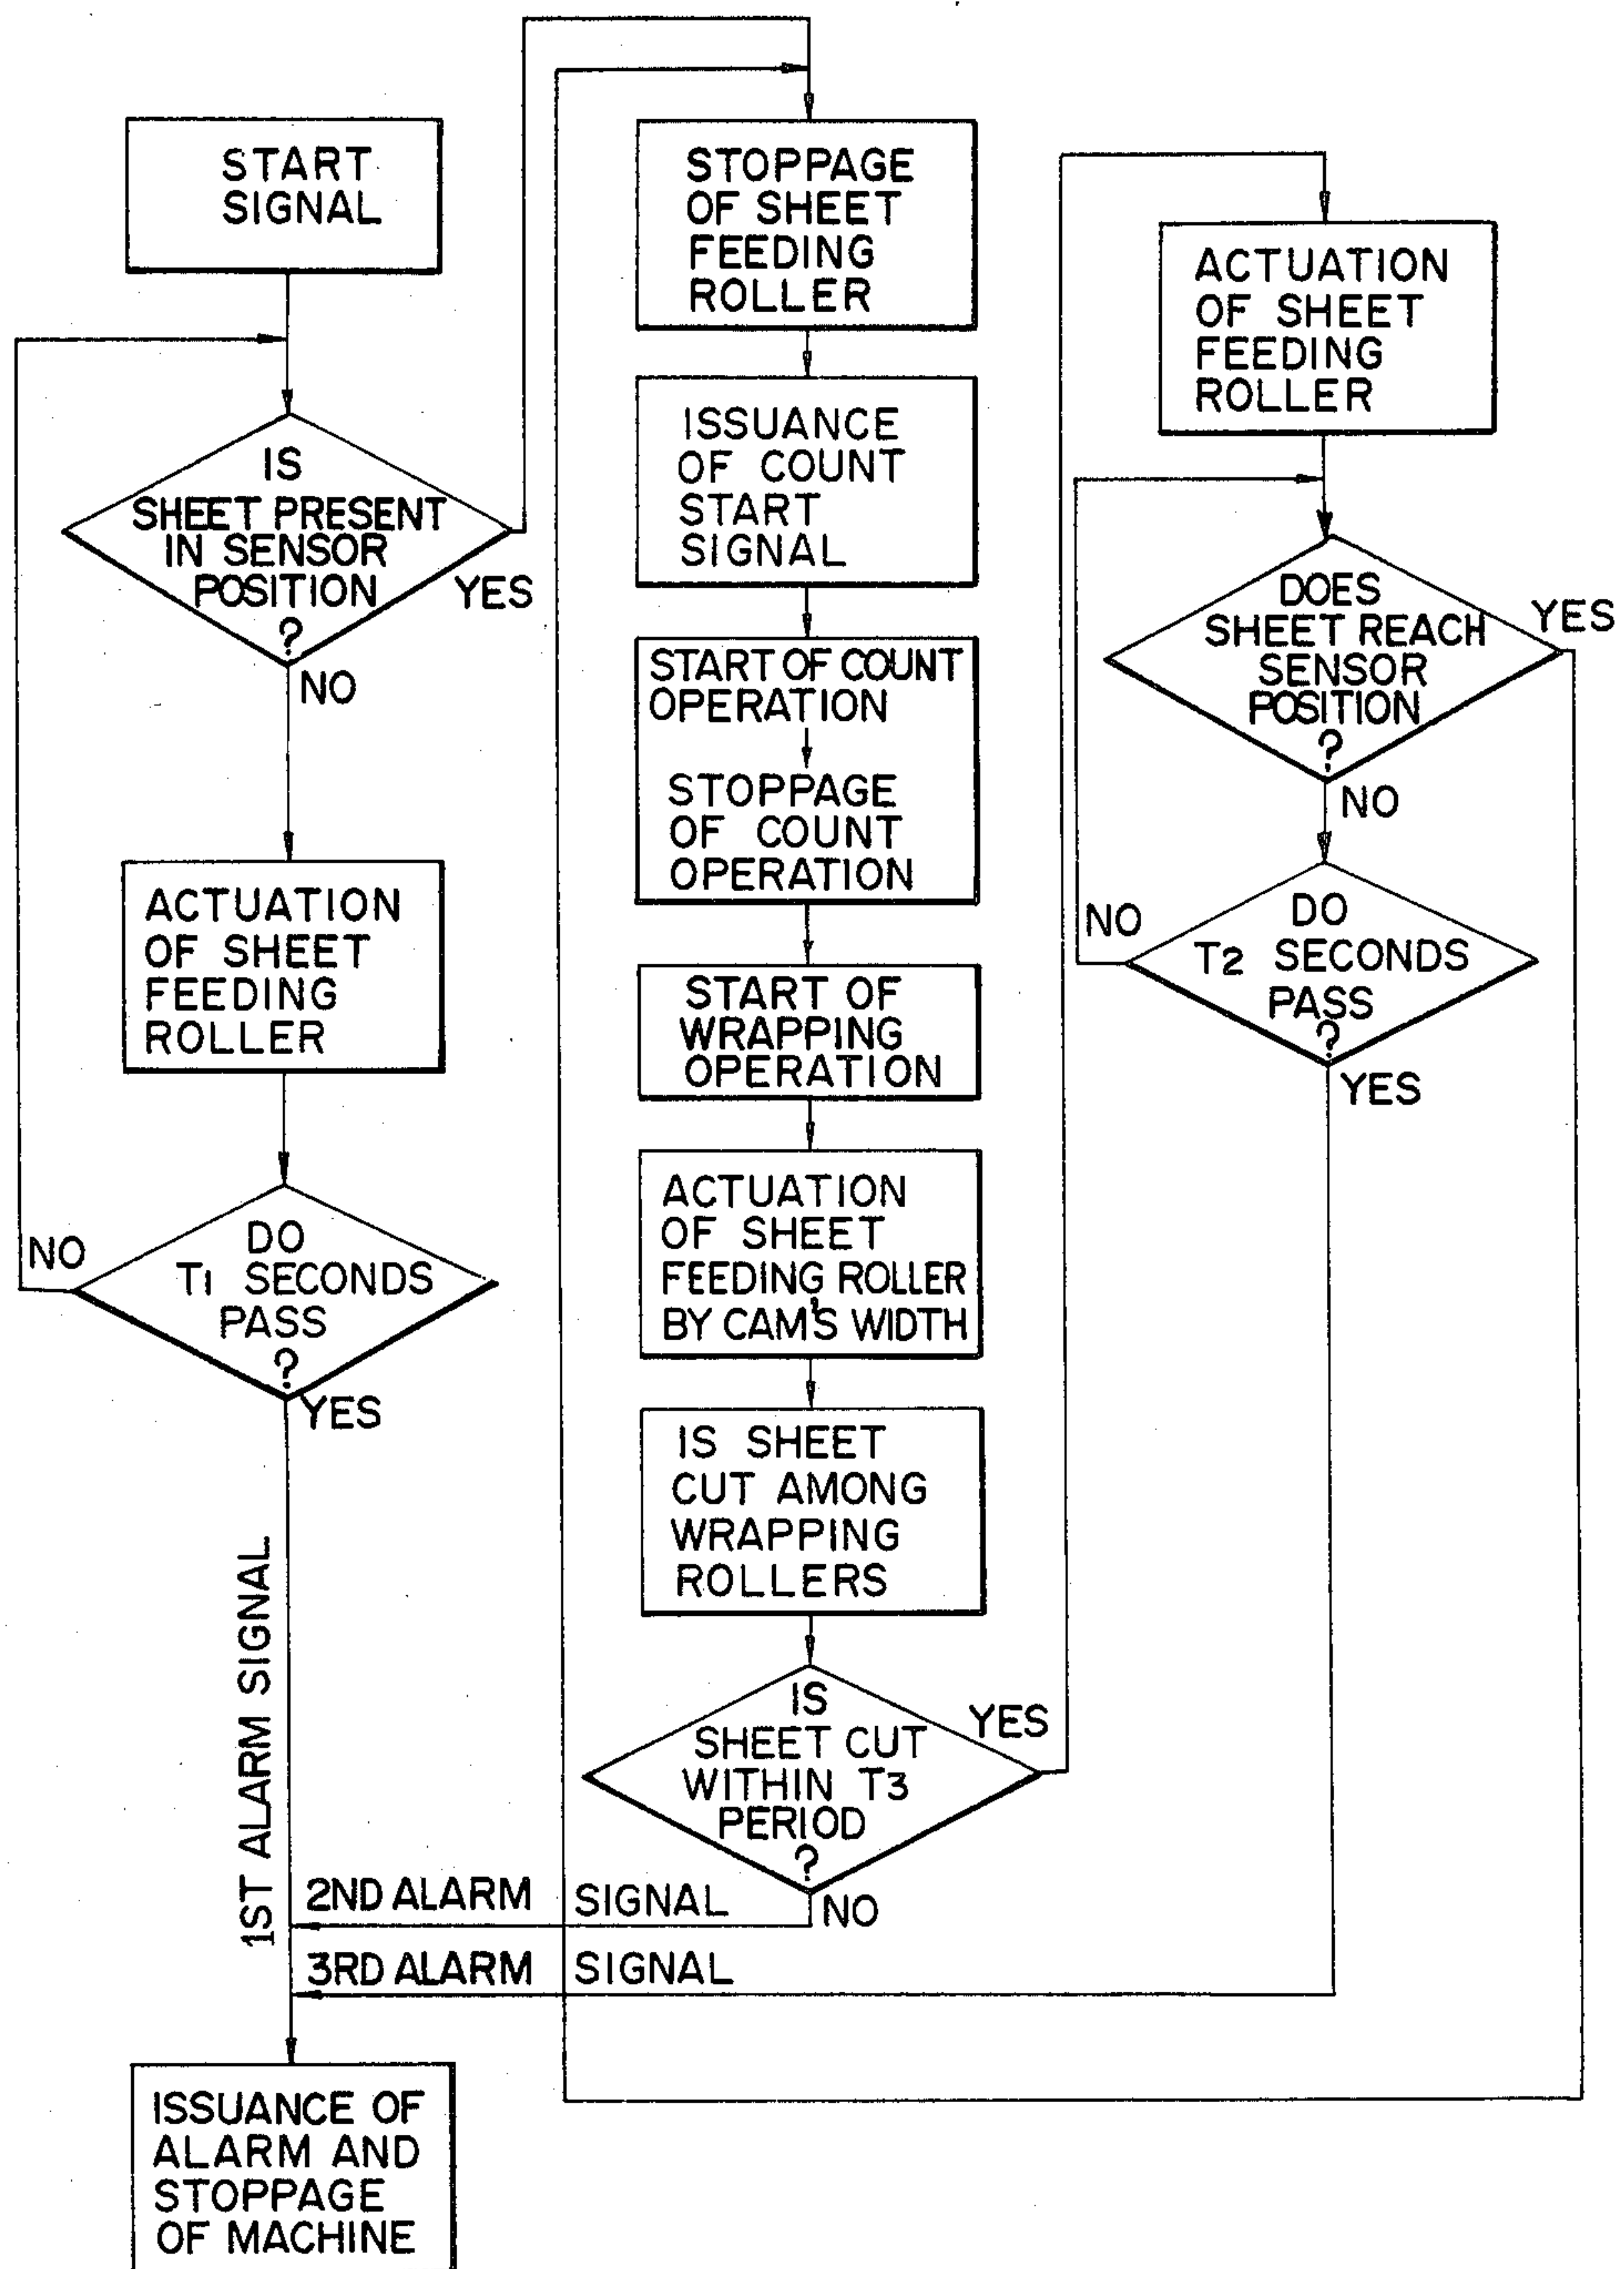 START
SIGNAL
IS
SHEET PRESENT
IN SENSOR
POSITION
?
YES
NO
ACTUATION
OF SHEET
FEEDING
ROLLER
DO
T1 SECONDS
PASS
?
NO
YES
1ST ALARM SIGNAL
ISSUANCE OF
ALARM AND
STOPPAGE
OF MACHINE
STOPPAGE
OF SHEET
FEEDING
ROLLER
ISSUANCE
OF COUNT
START
SIGNAL
START OF COUNT
OPERATION
STOPPAGE
OF COUNT
OPERATION
START OF
WRAPPING
OPERATION
ACTUATION
OF SHEET
FEEDING ROLLER
BY CAM'S WIDTH
IS SHEET
CUT AMONG
WRAPPING
ROLLERS
IS
SHEET CUT
WITHIN T3
PERIOD
?
YES
NO
2ND ALARM SIGNAL
3RD ALARM SIGNAL
ACTUATION
OF SHEET
FEEDING
ROLLER
DOES
SHEET REACH
SENSOR
POSITION
?
YES
NO
DO
T2 SECONDS
PASS
?
NO
YES